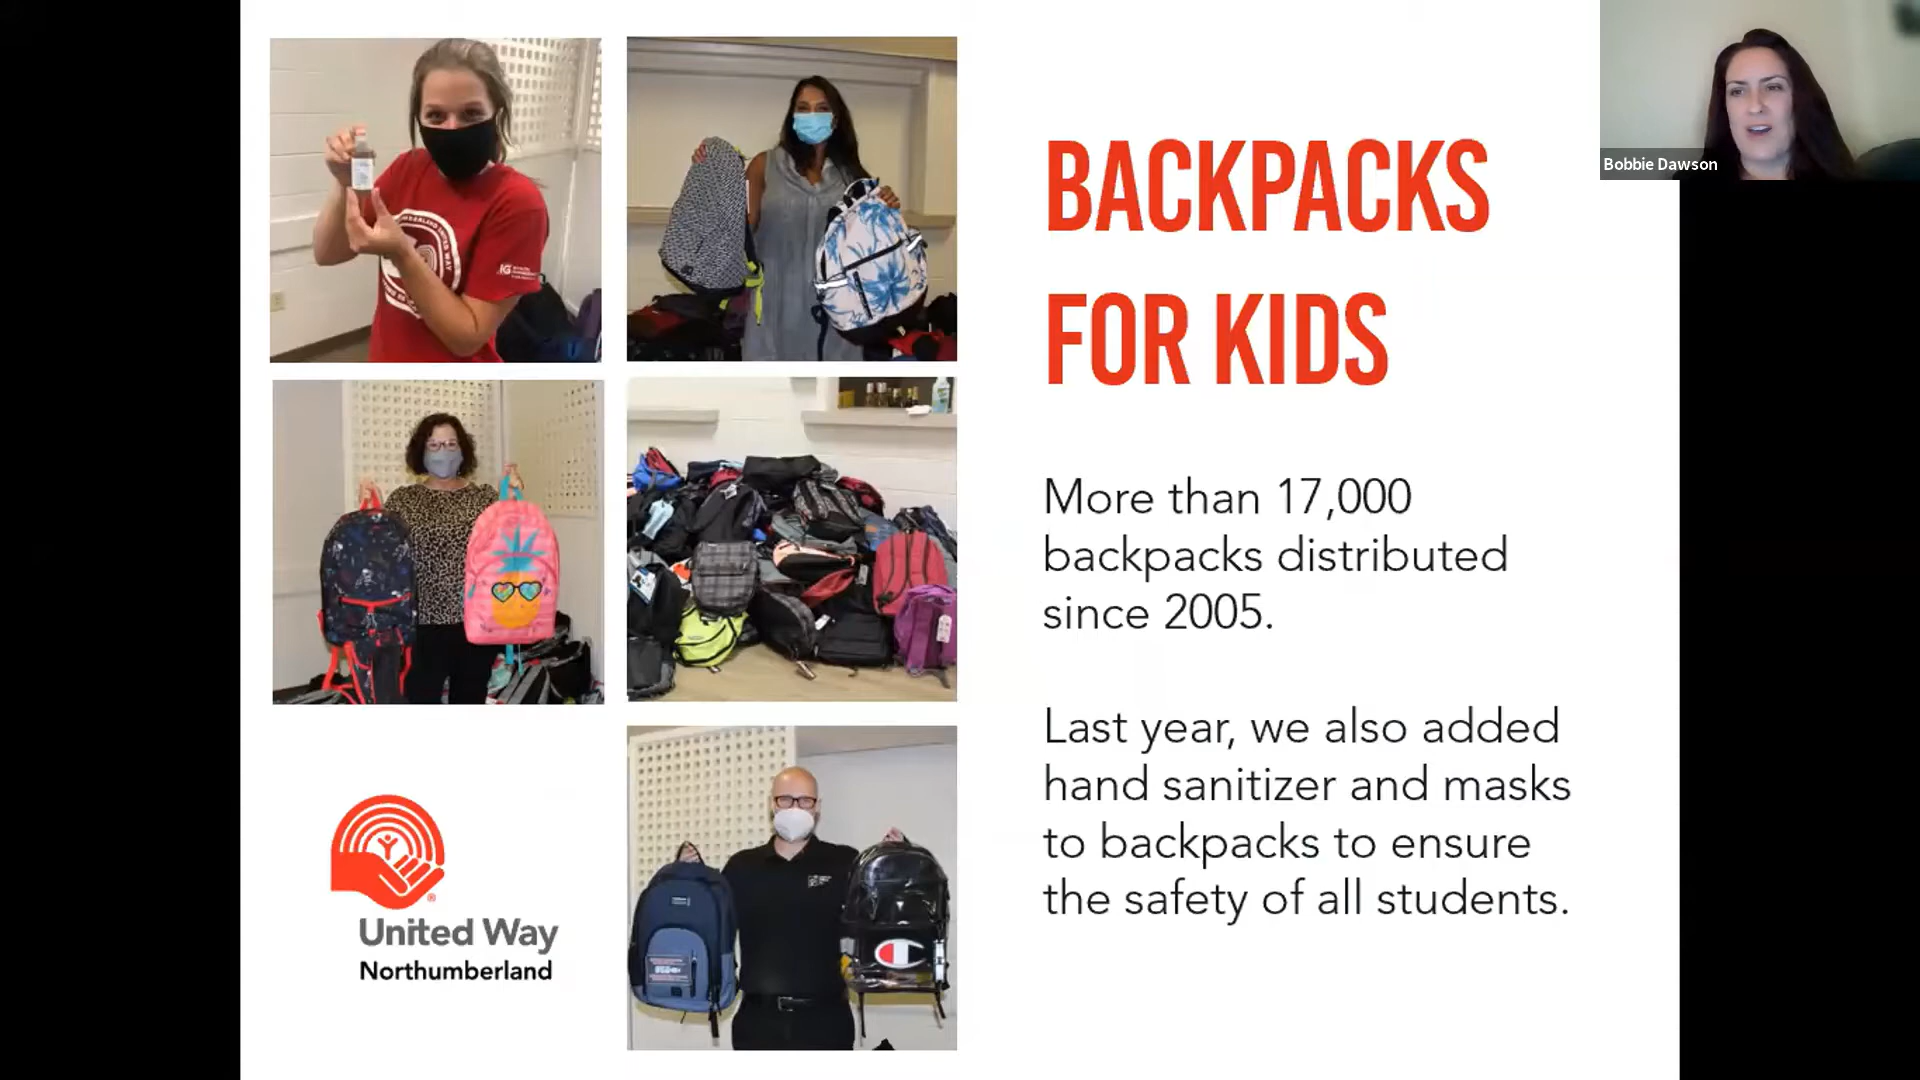 BACKPACKS
FOR KIDS
Bobbie Dawson
More than 17,000
backpacks distributed
since 2005.
Last year, we also added
hand sanitizer and masks
to backpacks to ensure
the safety of all students.
United Way
Northumberland